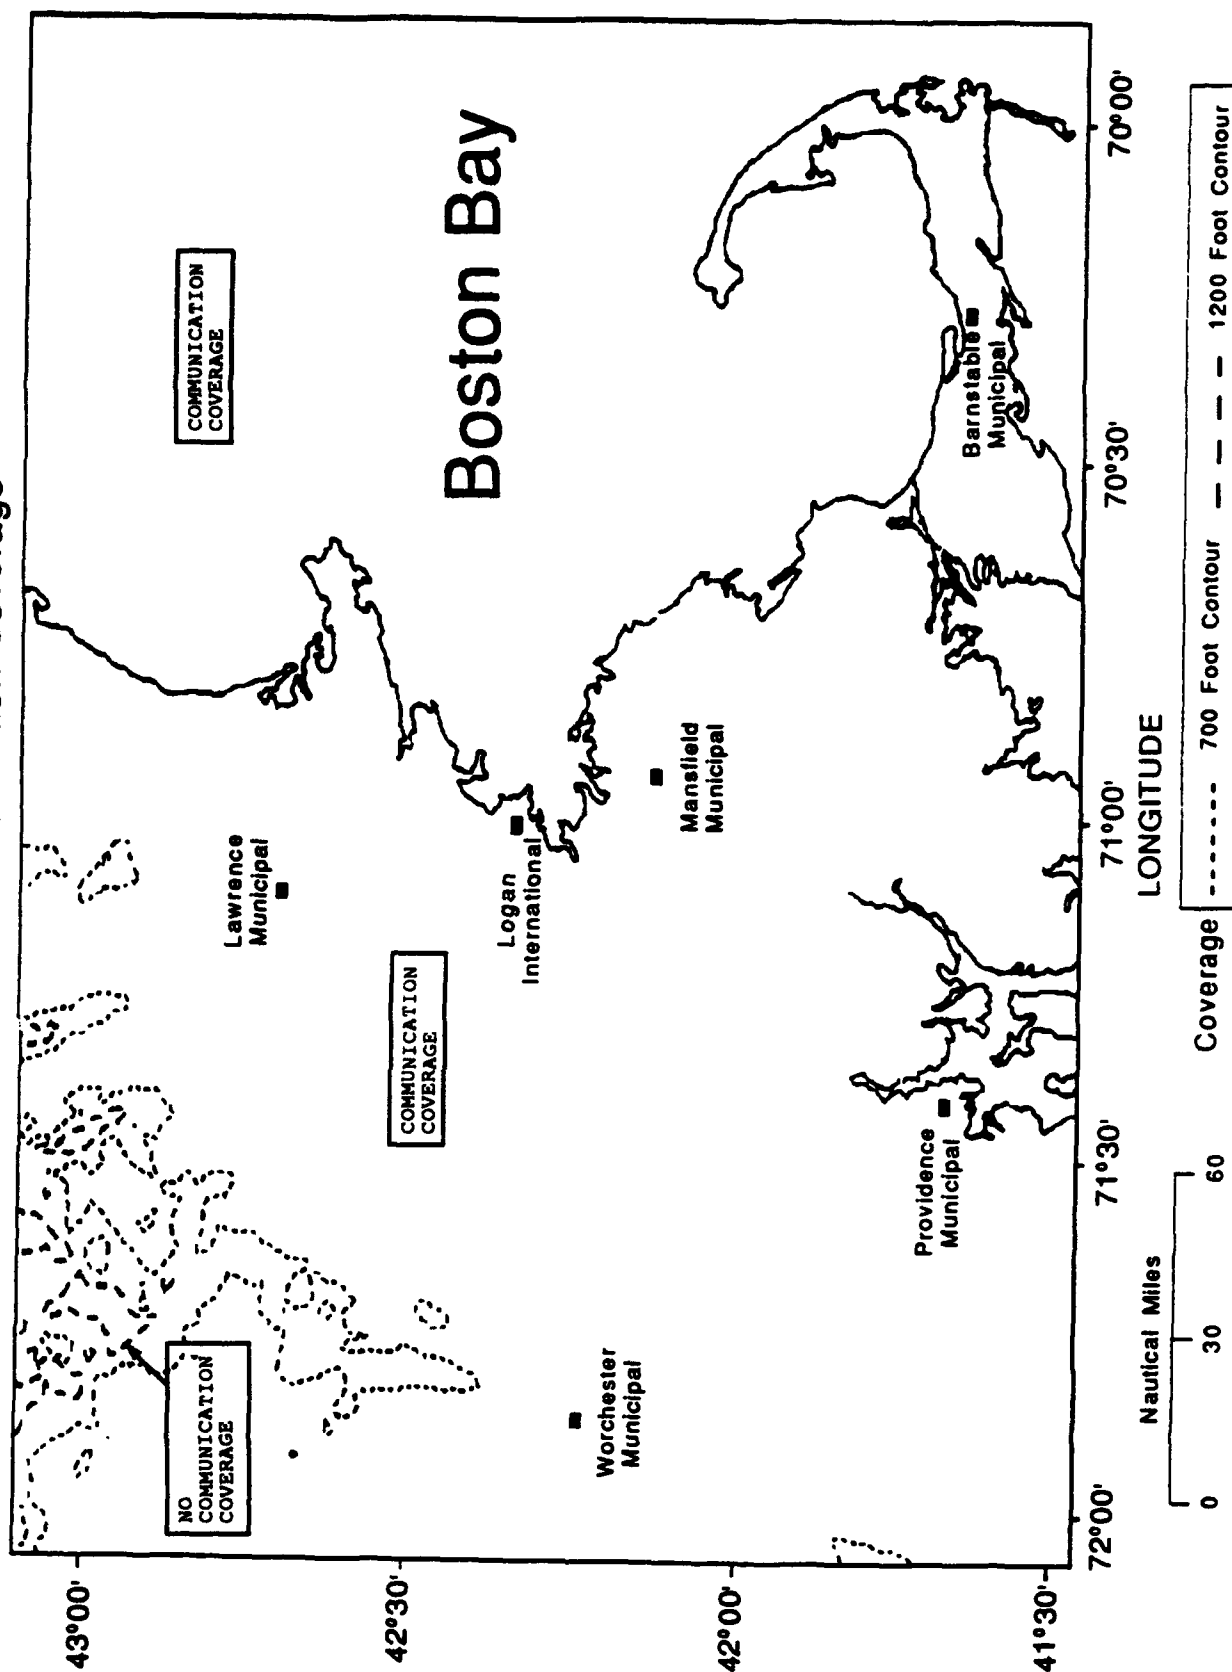 COMMUNICATION
COVERAGE
Boston Bay
NO
COMMUNICATION
COVERAGE
COMMUNICATION
COVERAGE
Lawrence
Municipal
Logan
International
Mansfield
Municipal
Worchester
Municipal
Providence
Municipal
Barnstable
Municipal
43°00'
42°30'
42°00'
41°30'
72°00'
71°30'
71°00'
70°30'
70°00'
LONGITUDE
Nautical Miles
0 30 60
Coverage ------ 700 Foot Contour — — — 1200 Foot Contour